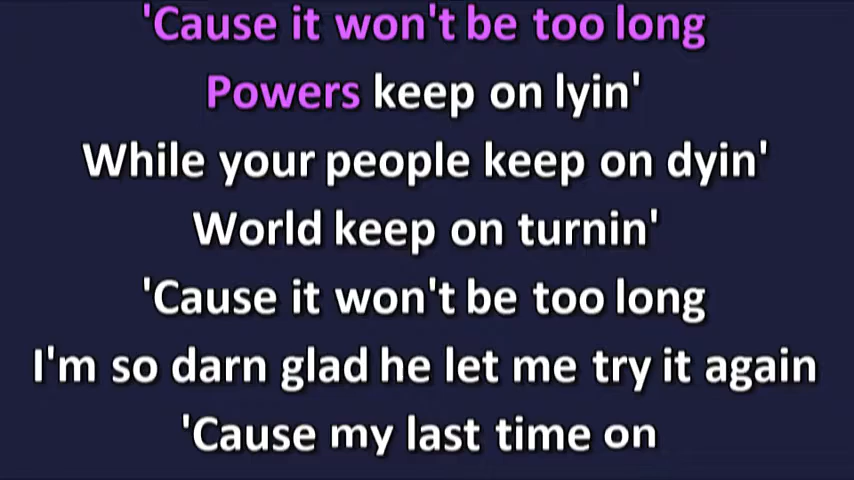 'Cause it won't be too long
Powers keep on lyin'
While your people keep on dyin'
World keep on turnin'
'Cause it won't be too long
I'm so darn glad he let me try it again
'Cause my last time on